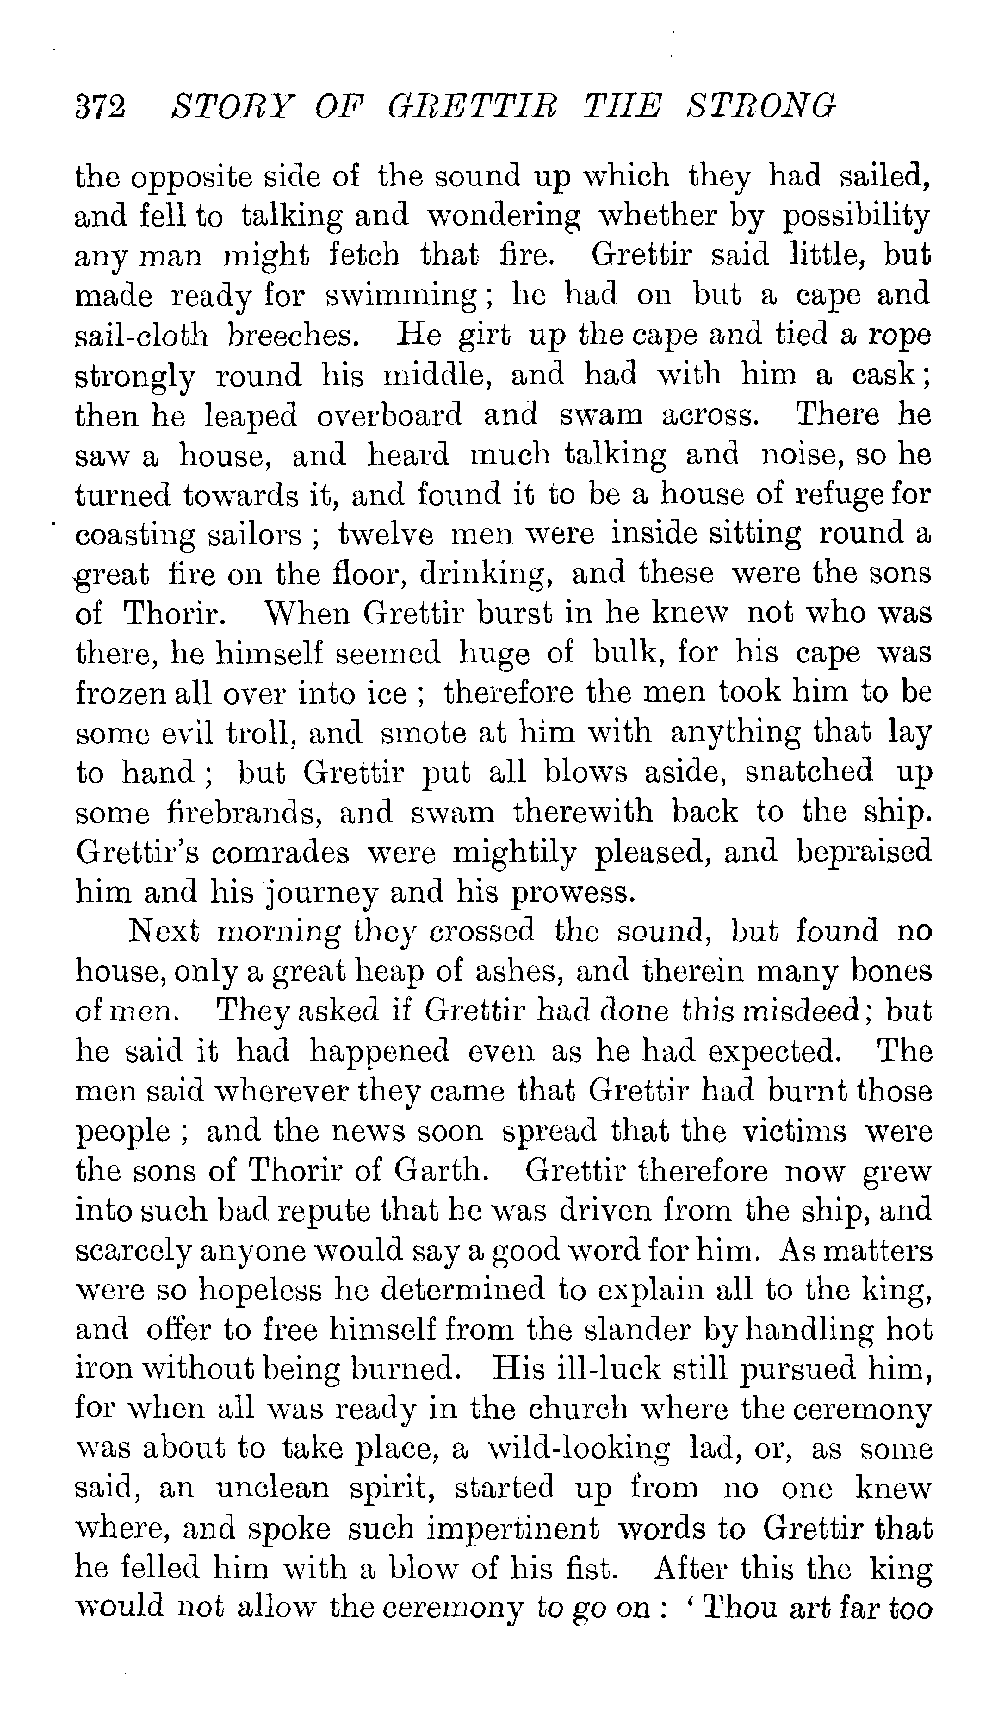 372 STORY OF GRETTIR THE STRONG
the opposite side of the sound up which they had sailed,
and fell to talking and wondering whether by possibility
any man might fetch that fire. Grettir said little, but
made ready for swimming; he had on but a cape and
sail-cloth breeches. He girt up the cape and tied a rope
strongly round his middle, and had with him a cask;
then he leaped overboard and swam across. There he
saw a house, and heard much talking and noise, so he
turned towards it, and found it to be a house of refuge for
coasting sailors; twelve men were inside sitting round a
great fire on the floor, drinking, and these were the sons
of Thorir. When Grettir burst in he knew not who was
there, he himself seemed huge of bulk, for his cape was
frozen all over into ice; therefore the men took him to be
some evil troll, and smote at him with anything that lay
to hand; but Grettir put all blows aside, snatched up
some firebrands, and swam therewith back to the ship.
Grettir's comrades were mightily pleased, and bepraised
him and his journey and his prowess.
Next morning they crossed the sound, but found no
house, only a great heap of ashes, and therein many bones
of men. They asked if Grettir had done this misdeed; but
he said it had happened even as he had expected. The
men said wherever they came that Grettir had burnt those
people; and the news soon spread that the victims were
the sons of Thorir of Garth. Grettir therefore now grew
into such bad repute that he was driven from the ship, and
scarcely anyone would say a good word for him. As matters
were so hopeless he determined to explain all to the king,
and offer to free himself from the slander by handling hot
iron without being burned. His ill-luck still pursued him,
for when all was ready in the church where the ceremony
was about to take place, a wild-looking lad, or, as some
said, an unclean spirit, started up from no one knew
where, and spoke such impertinent words to Grettir that
he felled him with a blow of his fist. After this the king
would not allow the ceremony to go on: 'Thou art far too